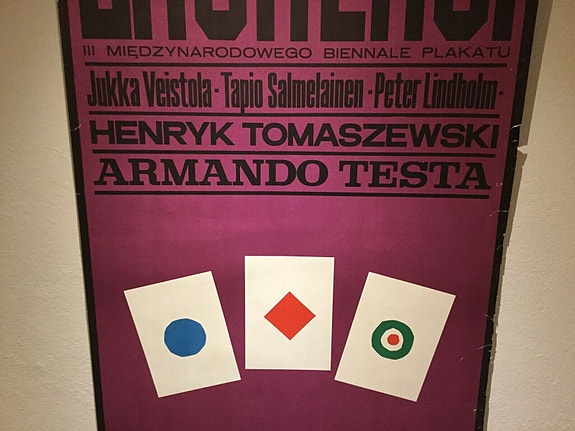 III MIĘDZYNARODOWEGO BIENNALE PLAKATU
Jukka Veistola · Tapio Salmelainen · Peter Lindholm ·
HENRYK TOMASZEWSKI
ARMANDO TESTA